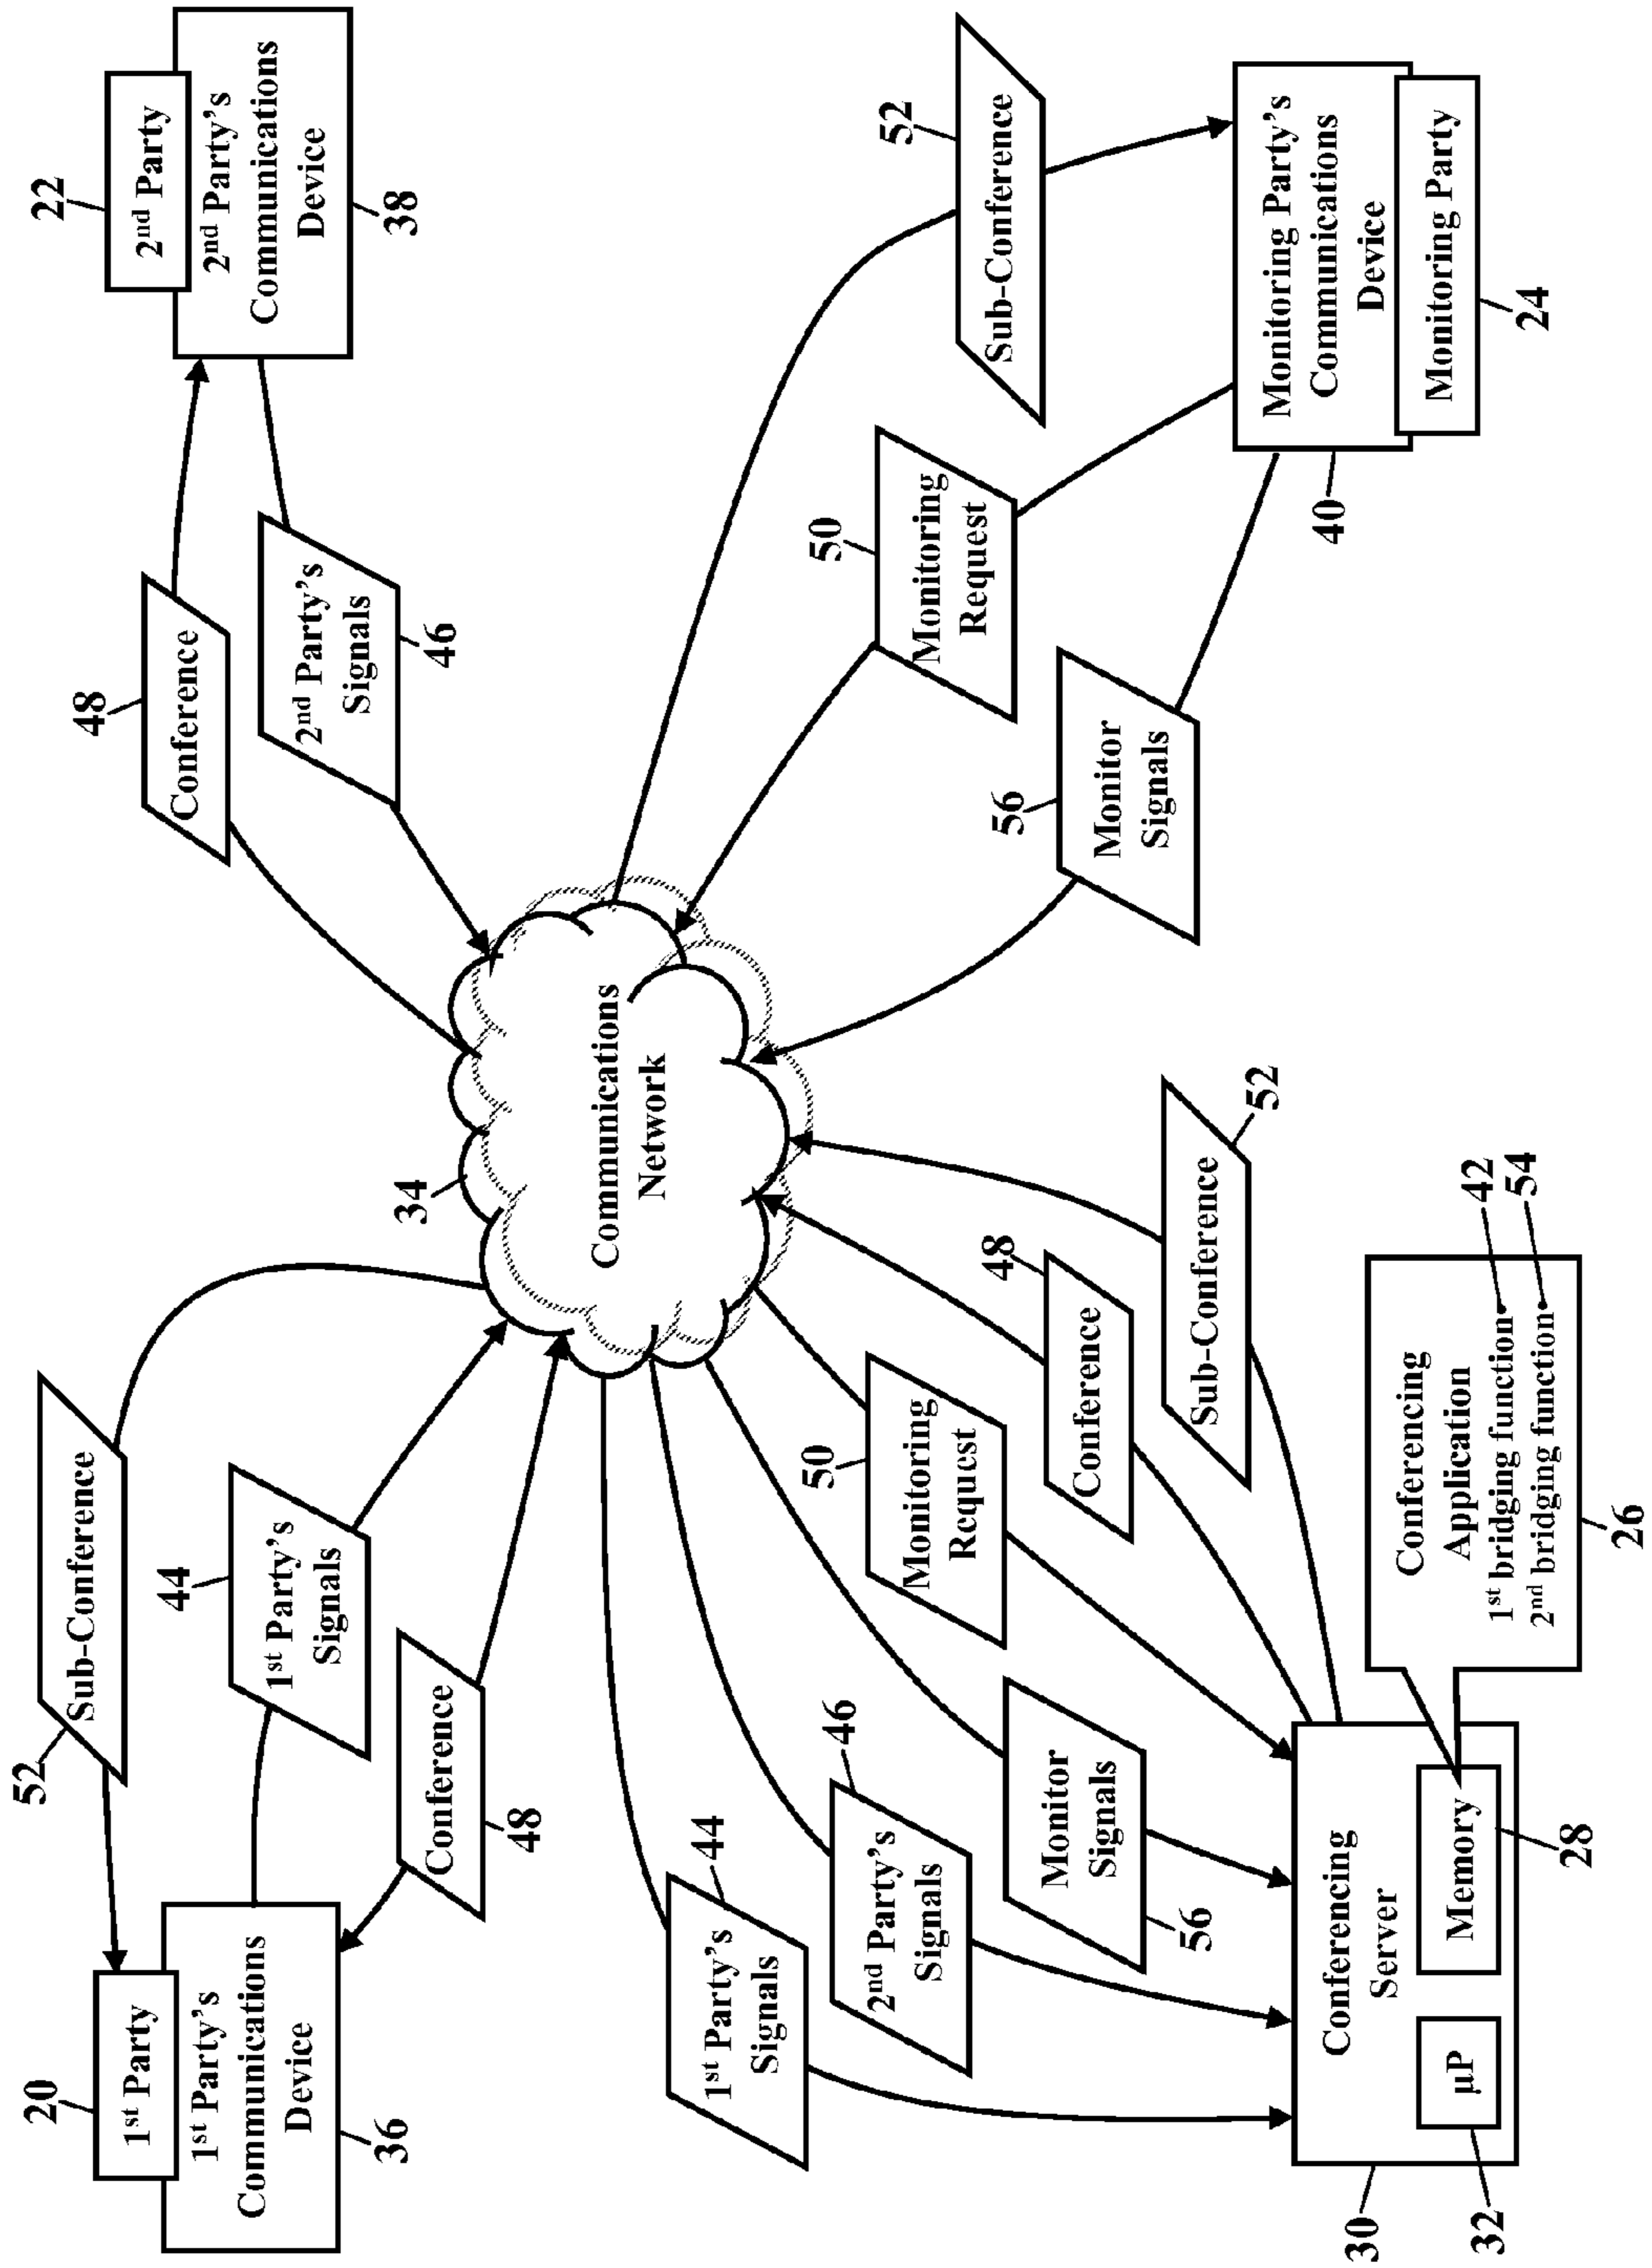 20
1st Party
1st Party's
Communications
Device
36
52
Sub-Conference
44
1st Party's
Signals
Conference
48
34
Communications
Network
48
Conference
2nd Party's
Signals
46
22
2nd Party
2nd Party's
Communications
Device
38
44
1st Party's
Signals
46
2nd Party's
Signals
Monitor
Signals
56
50
Monitoring
Request
48
Conference
Sub-Conference
52
56
Monitor
Signals
50
Monitoring
Request
52
Sub-Conference
Monitoring Party's
Communications
Device
40
Monitoring Party
24
30
Conferencing
Server
µP
32
Memory
28
Conferencing
Application
1st bridging function
42
2nd bridging function
54
26